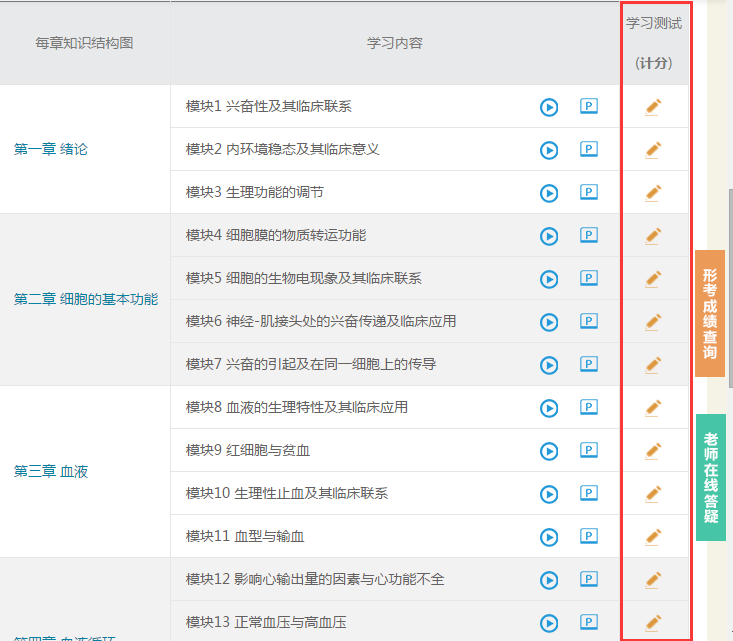 每章知识结构图
学习内容
学习测试
(计分)
第一章 绪论
模块1 兴奋性及其临床联系
P
模块2 内环境稳态及其临床意义
P
模块3 生理功能的调节
P
第二章 细胞的基本功能
模块4 细胞膜的物质转运功能
P
模块5 细胞的生物电现象及其临床联系
P
模块6 神经-肌接头处的兴奋传递及临床应用
P
模块7 兴奋的引起及在同一细胞上的传导
P
第三章 血液
模块8 血液的生理特性及其临床应用
P
模块9 红细胞与贫血
P
模块10 生理性止血及其临床联系
P
模块11 血型与输血
P
第四章 血液循环
模块12 影响心输出量的因素与心功能不全
P
模块13 正常血压与高血压
P
形考成绩查询
老师在线答疑